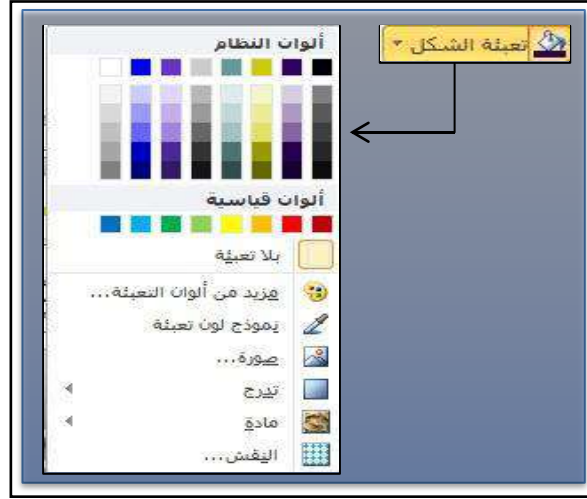 تعبئة الشكل
ألوان النظام
ألوان قياسية
بلا تعبئة
مزيد من ألوان التعبئة...
نموذج لون تعبئة
صورة...
تدرج
مادة
النقش...